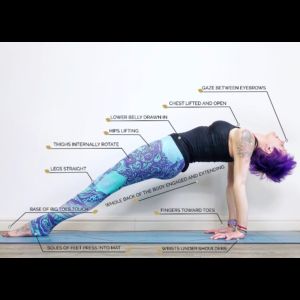 GAZE BETWEEN EYEBROWS
CHEST LIFTED AND OPEN
LOWER BELLY DRAWN IN
HIPS LIFTING
THIGHS INTERNALLY ROTATE
LEGS STRAIGHT
WHOLE BACK OF THE BODY ENGAGED AND EXTENDING
BASE OF BIG TOES TOUCH
FINGERS TOWARD TOES
SOLES OF FEET PRESS INTO MAT
WRISTS UNDER SHOULDERS